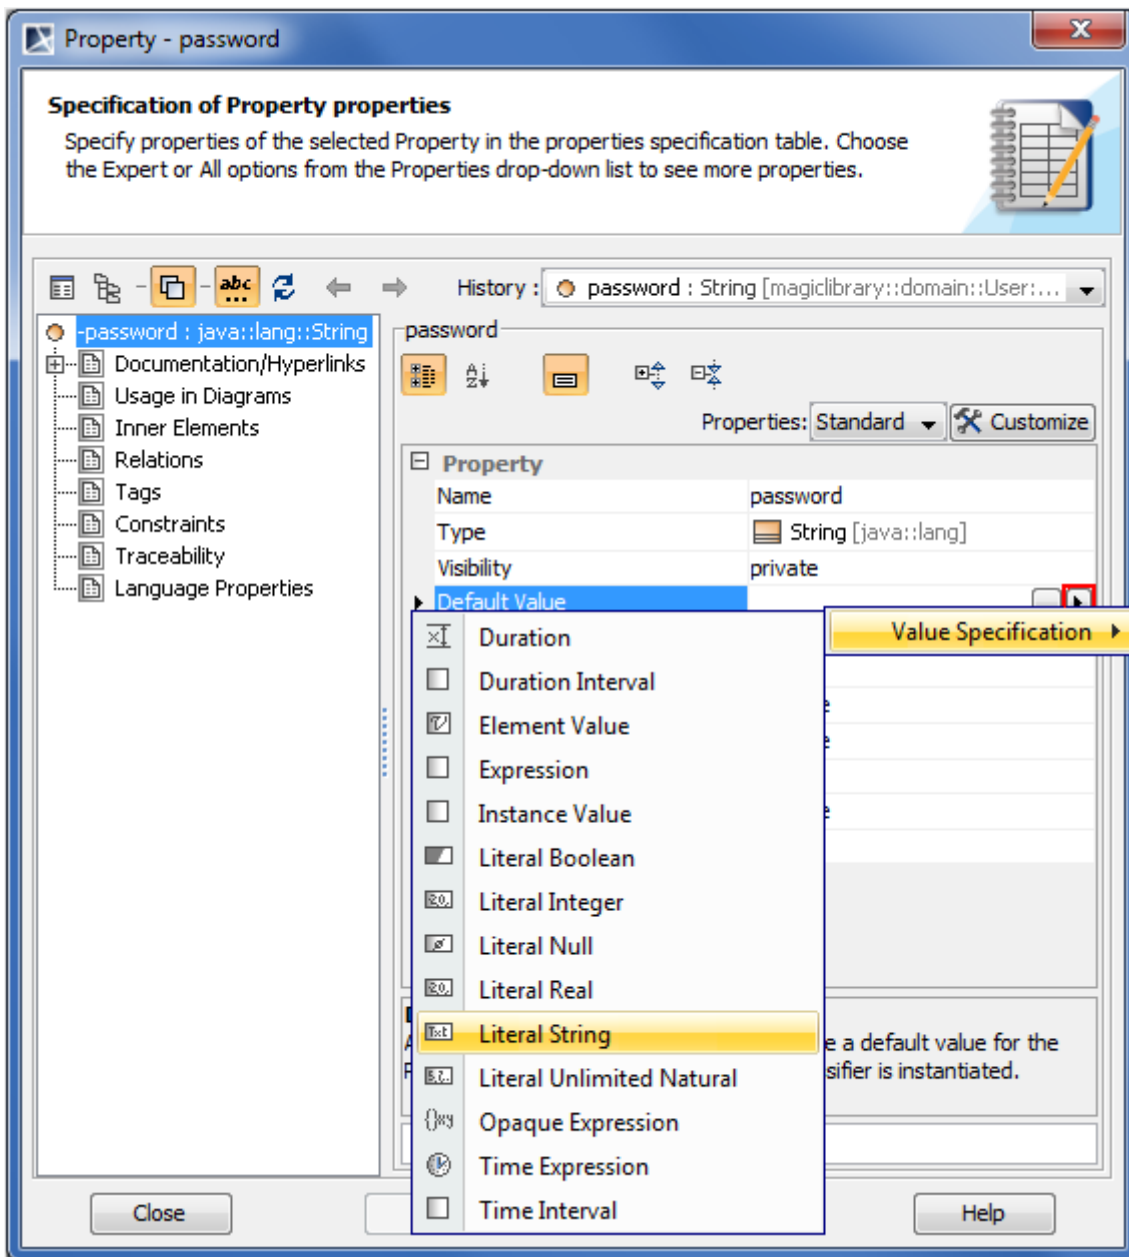 Property - password
x
Specification of Property properties
Specify properties of the selected Property in the properties specification table. Choose
the Expert or All options from the Properties drop-down list to see more properties.
abc
History : password : String [magiclibrary::domain::User:...
-password : java::lang::String
Documentation/Hyperlinks
Usage in Diagrams
Inner Elements
Relations
Tags
Constraints
Traceability
Language Properties
password
Properties: Standard Customize
Property
Name password
Type String [java::lang]
Visibility private
Default Value
Value Specification
Duration
Duration Interval
Element Value
Expression
Instance Value
Literal Boolean
Literal Integer
Literal Null
Literal Real
Literal String
Literal Unlimited Natural
Opaque Expression
Time Expression
Time Interval
e a default value for the
sifier is instantiated.
Close
Help